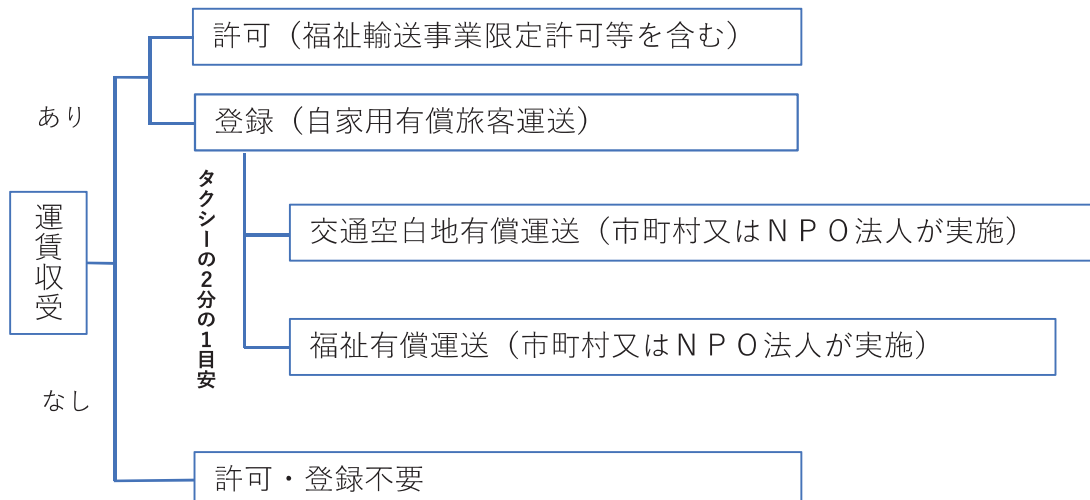 許可（福祉輸送事業限定許可等を含む）
あり
登録（自家用有償旅客運送）
タクシーの２分の１目安
運賃収受
交通空白地有償運送（市町村又はＮＰＯ法人が実施）
福祉有償運送（市町村又はＮＰＯ法人が実施）
なし
許可・登録不要